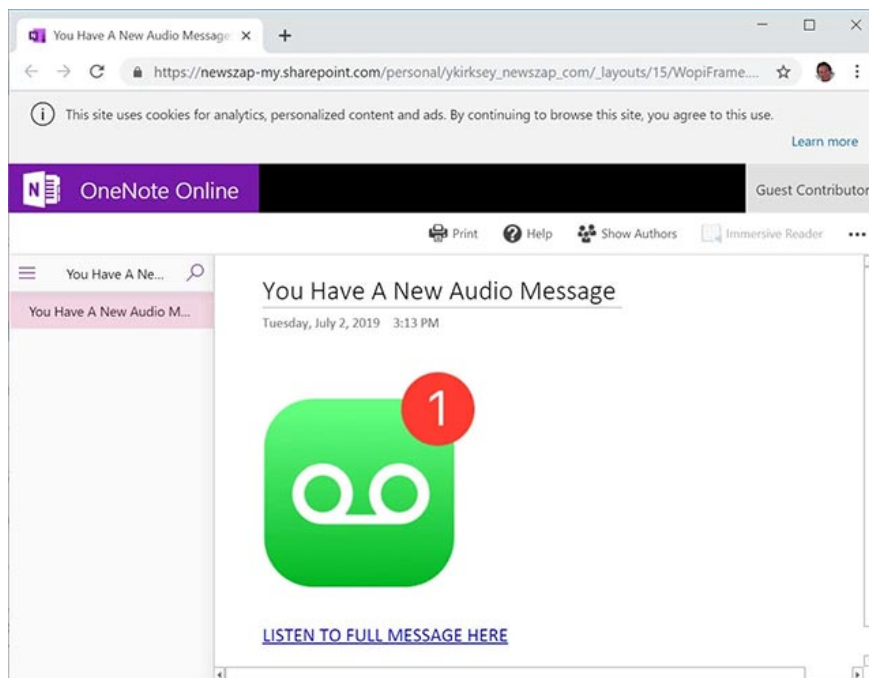 You Have A New Audio Message
https://newszap-my.sharepoint.com/personal/ykirksey_newszap_com/_layouts/15/WopiFrame....
This site uses cookies for analytics, personalized content and ads. By continuing to browse this site, you agree to this use.
Learn more
OneNote Online
Guest Contributor
Print Help Show Authors Immersive Reader
You Have A Ne...
You Have A New Audio M...
You Have A New Audio Message
Tuesday, July 2, 2019 3:13 PM
1
LISTEN TO FULL MESSAGE HERE